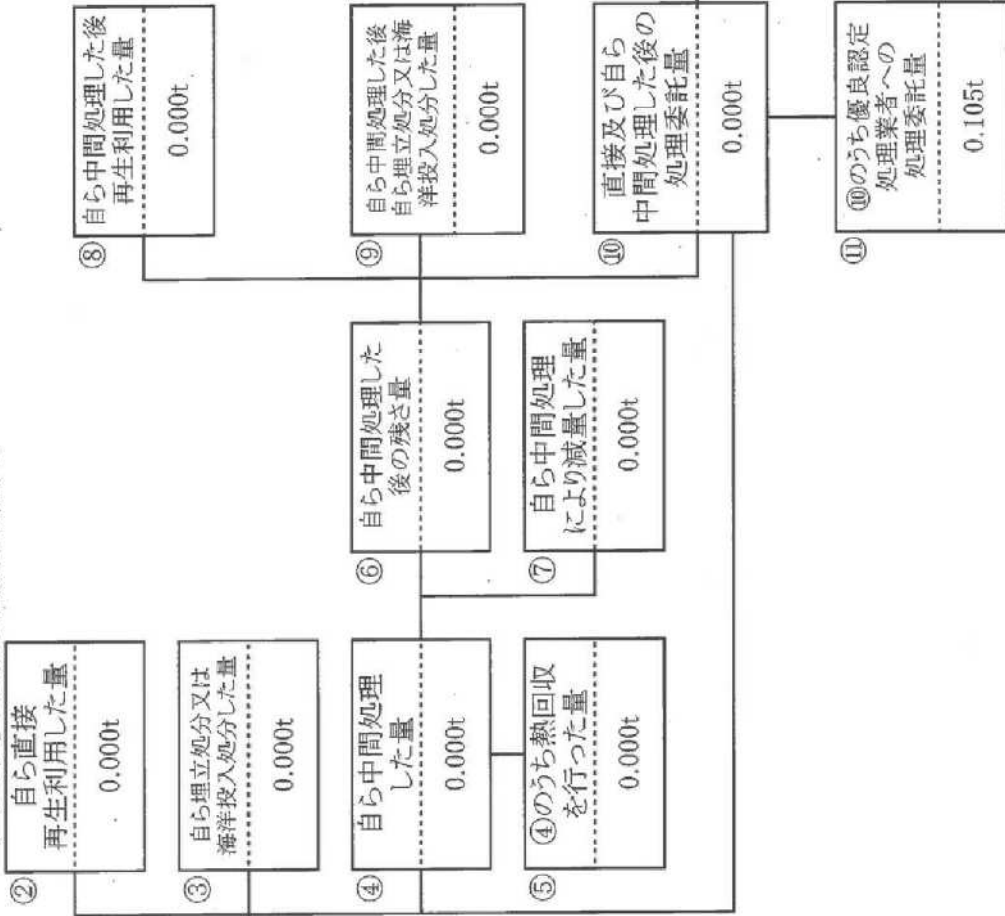 ②
自ら直接
再生利用した量
0.000t
③
自ら埋立処分又は
海洋投入処分した量
0.000t
④
自ら中間処理
した量
0.000t
⑤
④のうち熱回収
を行った量
0.000t
⑥
自ら中間処理した
後の残さ量
0.000t
⑦
自ら中間処理
により減量した量
0.000t
⑧
自ら中間処理した後
再生利用した量
0.000t
⑨
自ら中間処理した後
自ら埋立処分又は海
洋投入処分した量
0.000t
⑩
直接及び自ら
中間処理した後の
処理委託量
0.000t
⑪
⑩のうち優良認定
処理業者への
処理委託量
0.105t